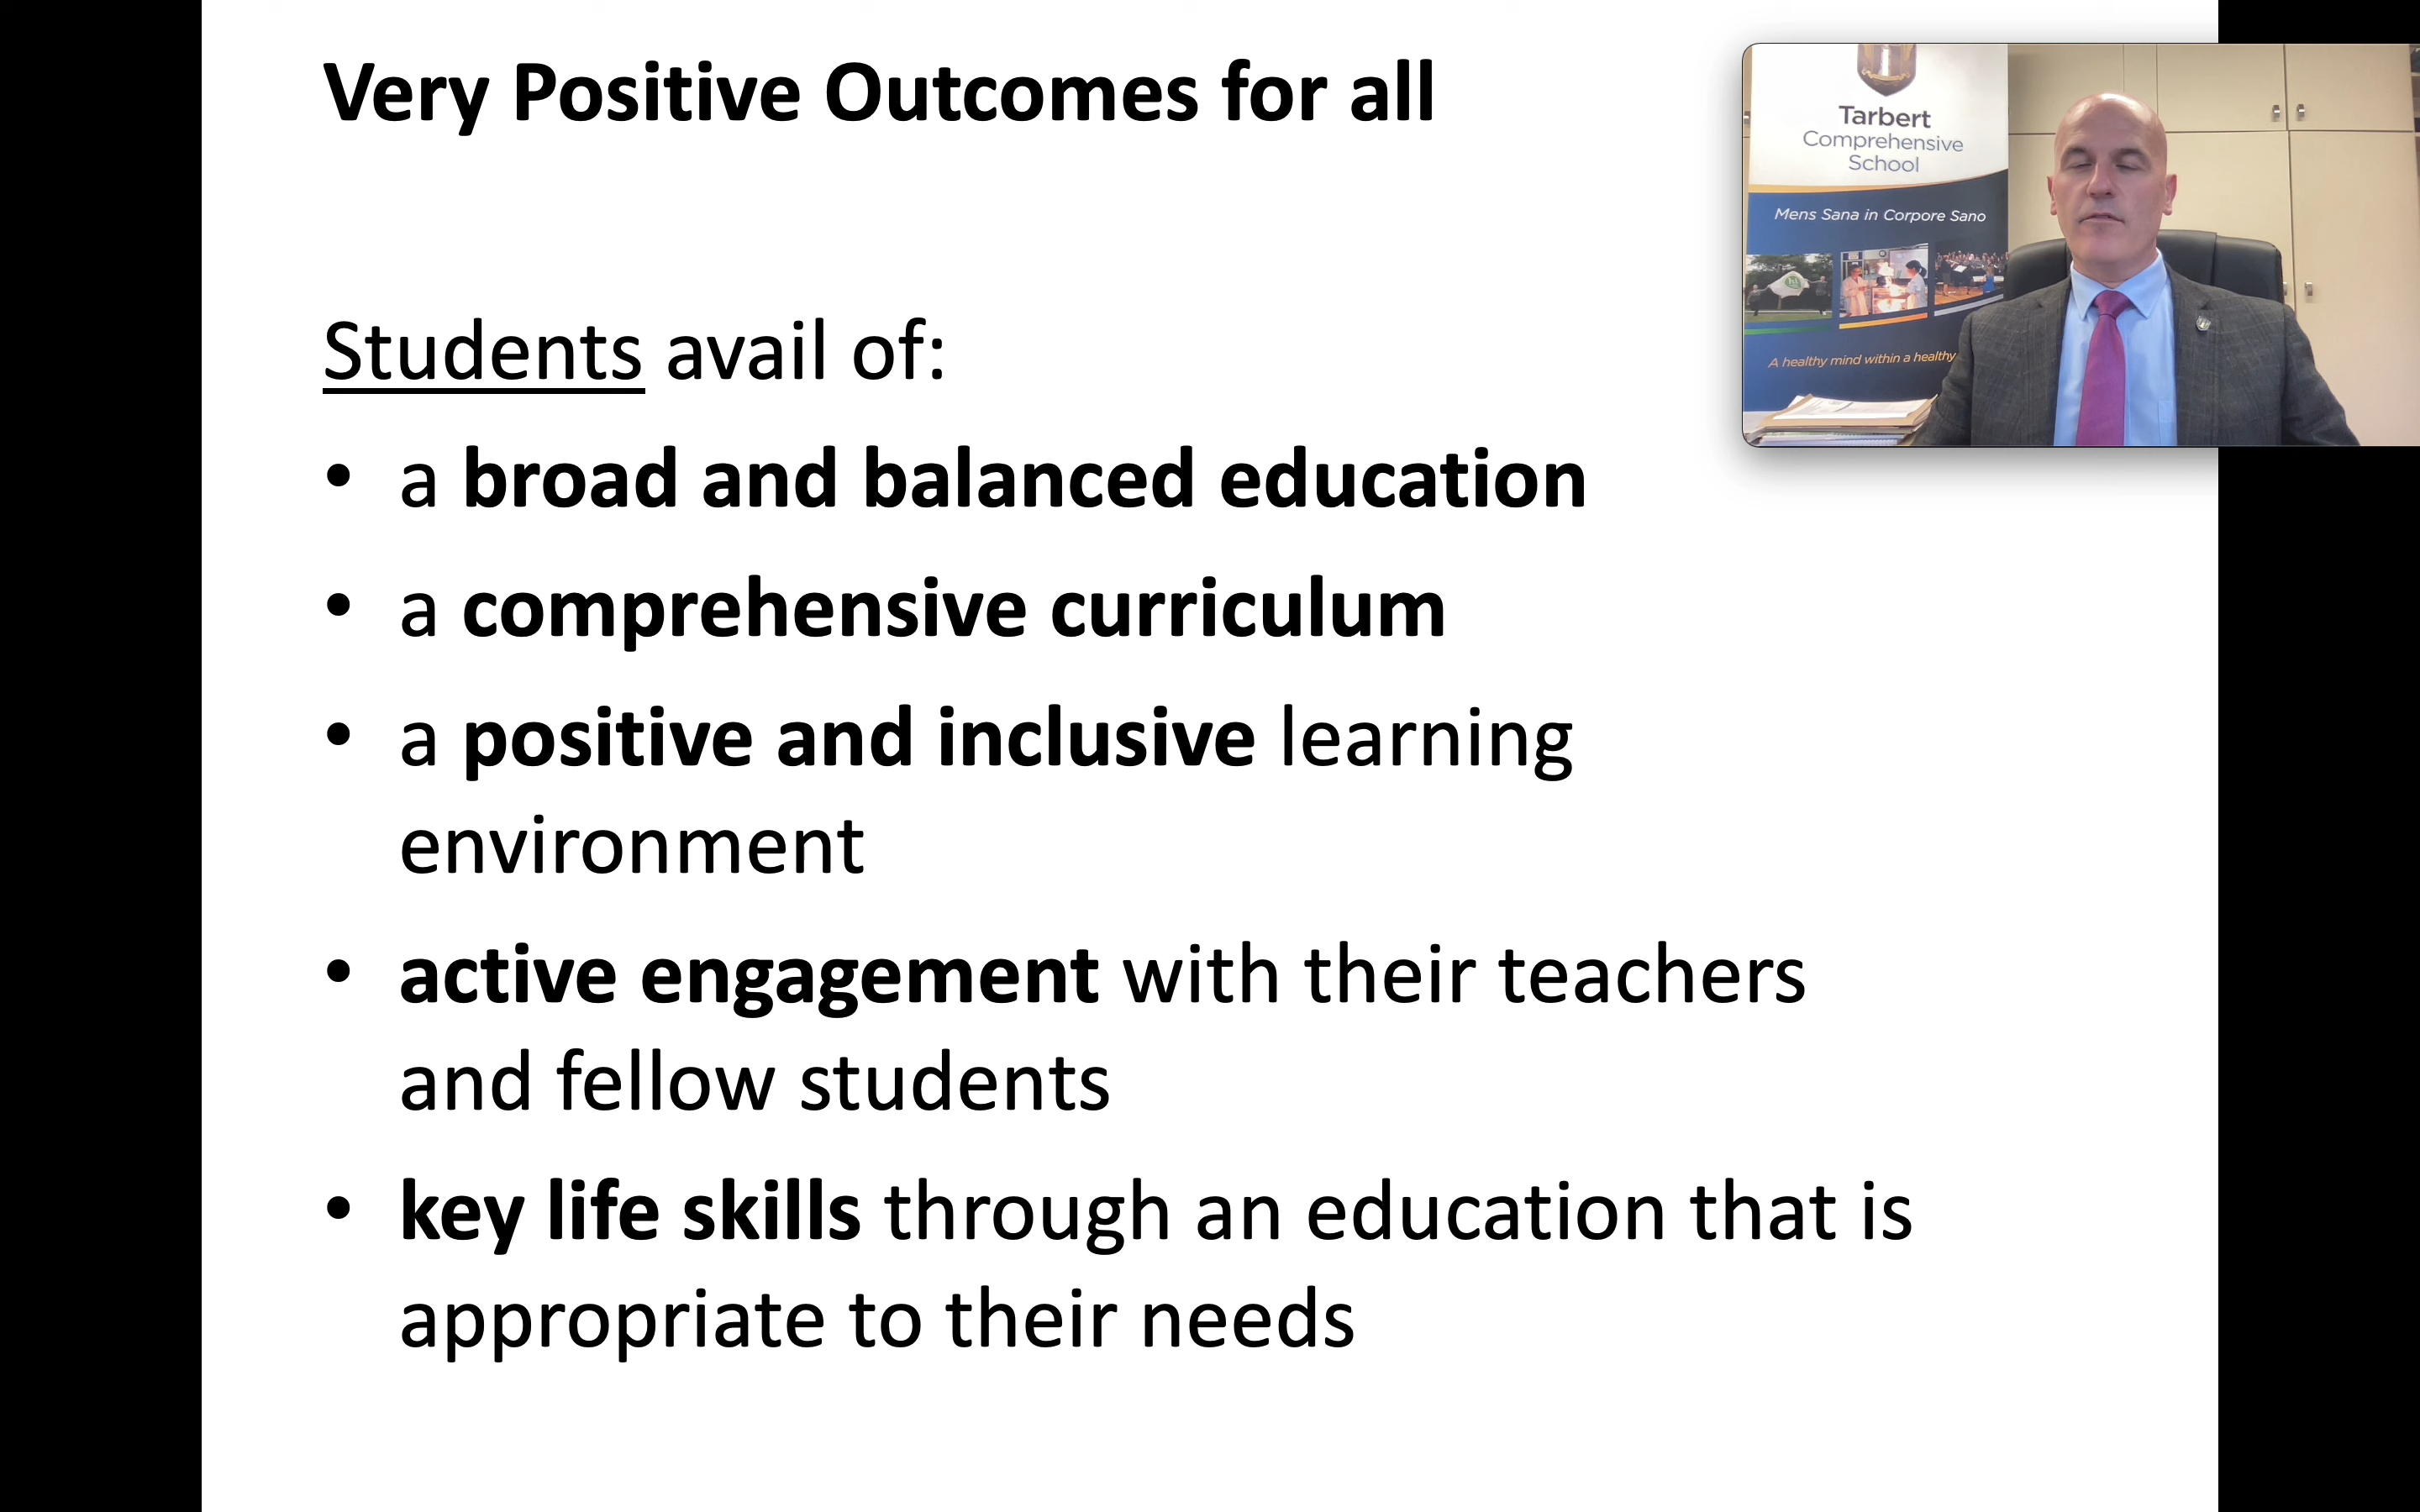 Very Positive Outcomes for all
Students avail of:
• a broad and balanced education
• a comprehensive curriculum
• a positive and inclusive learning
environment
• active engagement with their teachers
and fellow students
• key life skills through an education that is
appropriate to their needs
Tarbert
Comprehensive
School
Mens Sana in Corpore Sano
A healthy mind within a healthy